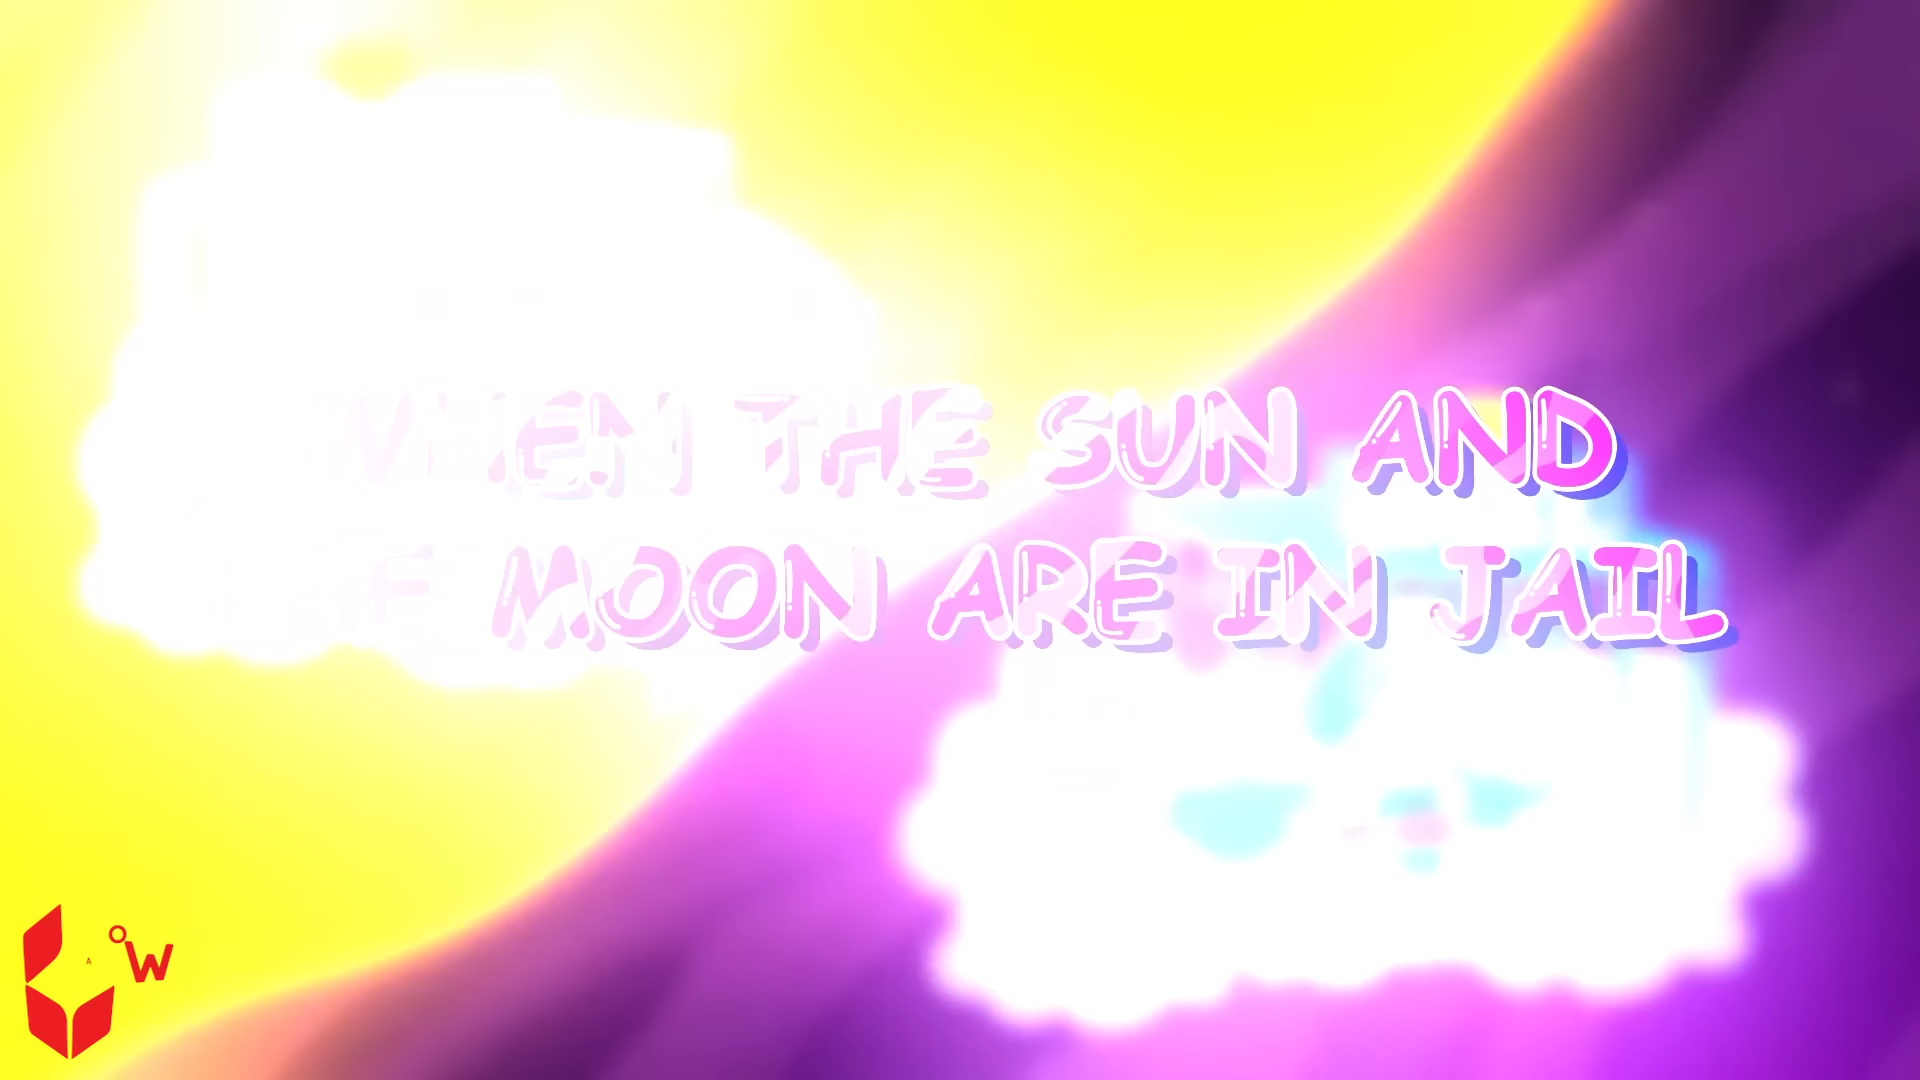 WHEN THE SUN AND
THE MOON ARE IN JAIL
A °W